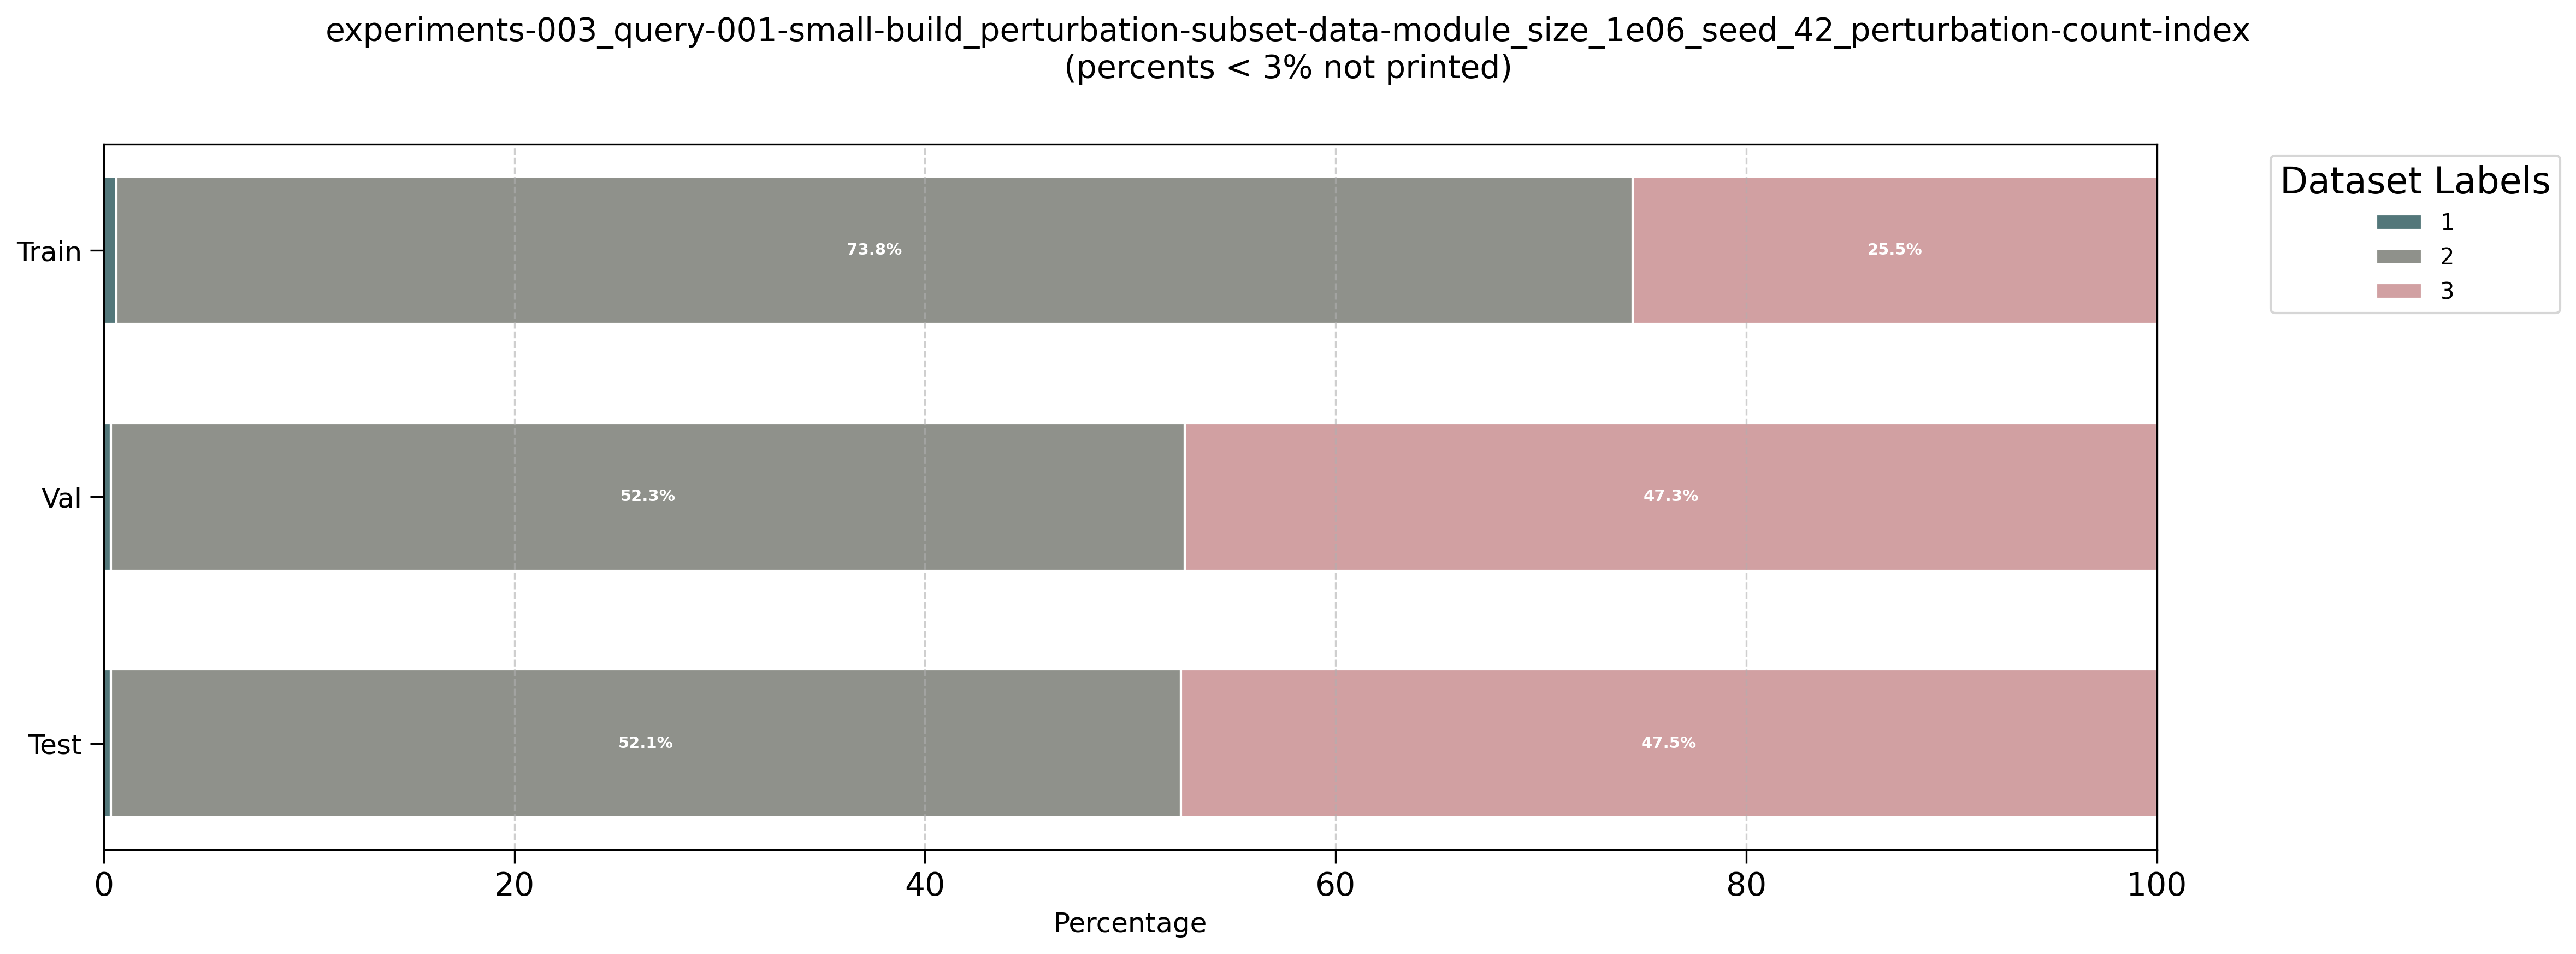 experiments-003_query-001-small-build_perturbation-subset-data-module_size_1e06_seed_42_perturbation-count-index
(percents < 3% not printed)
Dataset Labels
1
2
3
Train
73.8%
25.5%
Val
52.3%
47.3%
Test
52.1%
47.5%
0
20
40
60
80
100
Percentage